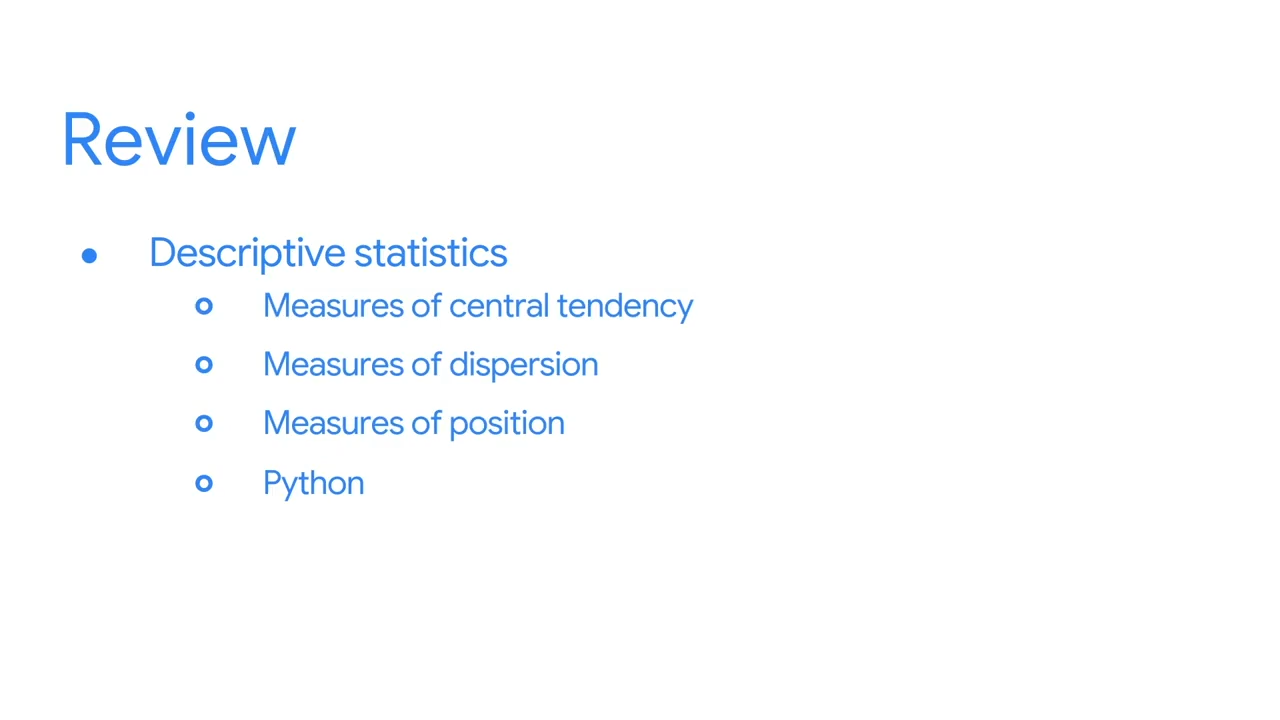 Review
● Descriptive statistics
○ Measures of central tendency
○ Measures of dispersion
○ Measures of position
○ Python